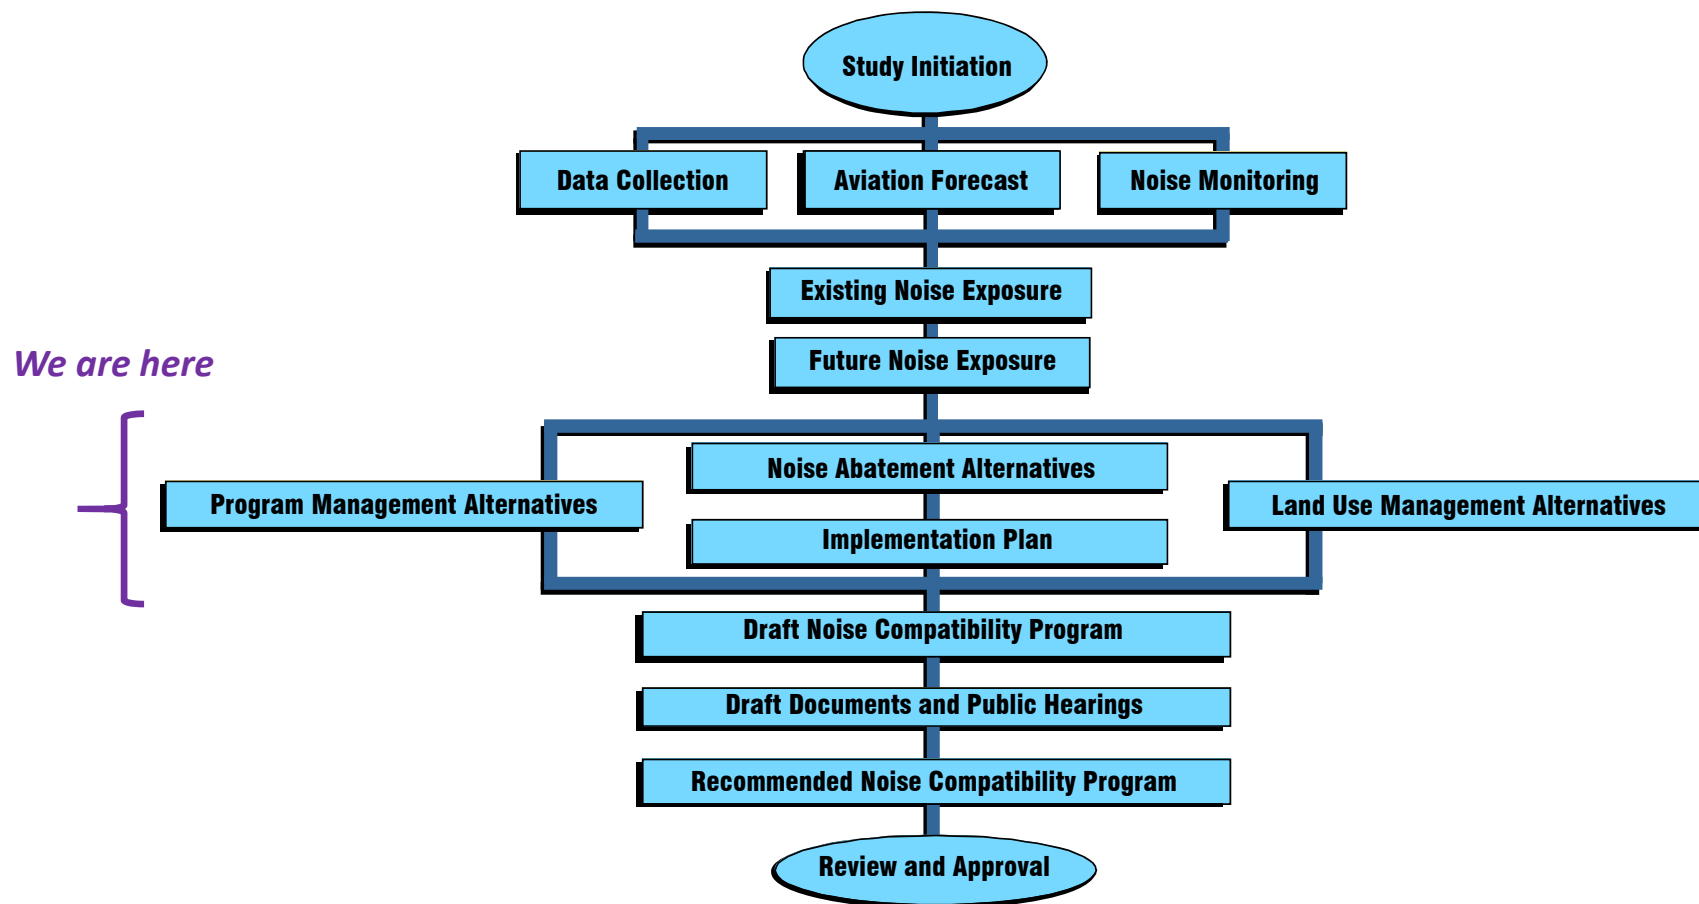 Study Initiation
Data Collection
Aviation Forecast
Noise Monitoring
Existing Noise Exposure
We are here
Future Noise Exposure
Noise Abatement Alternatives
Program Management Alternatives
Land Use Management Alternatives
Implementation Plan
Draft Noise Compatibility Program
Draft Documents and Public Hearings
Recommended Noise Compatibility Program
Review and Approval